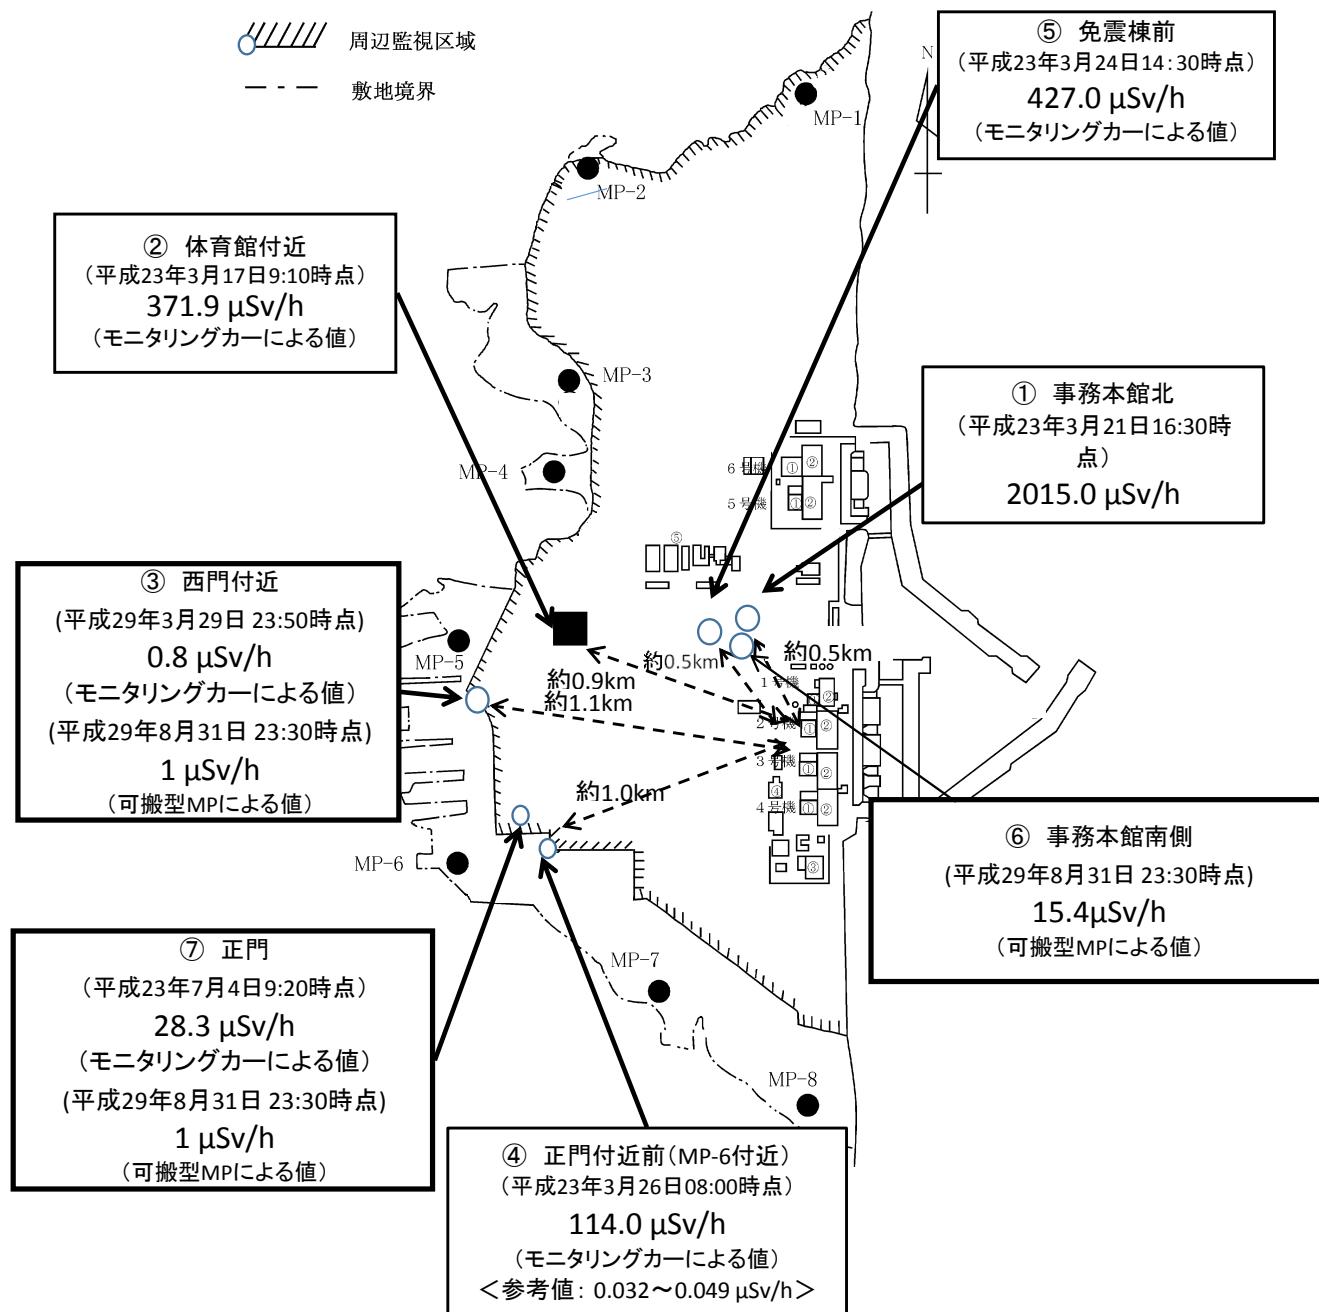 周辺監視区域
敷地境界
⑤ 免震棟前
（平成23年3月24日14：30時点）
427.0 μSv/h
（モニタリングカーによる値）
N
MP-1
MP-2
② 体育館付近
（平成23年3月17日9:10時点）
371.9 μSv/h
（モニタリングカーによる値）
MP-3
① 事務本館北
（平成23年3月21日16:30時
点）
2015.0 μSv/h
MP-4
6号機
① ②
5号機
① ②
⑤
③ 西門付近
(平成29年3月29日 23:50時点)
0.8 μSv/h
（モニタリングカーによる値）
(平成29年8月31日 23:30時点)
1 μSv/h
（可搬型MPによる値）
MP-5
約0.5km
約0.5km
約0.9km
約1.1km
1号機
②
2号機
① ②
3号機
① ②
④
4号機
① ②
③
約1.0km
MP-6
⑥ 事務本館南側
(平成29年8月31日 23:30時点)
15.4μSv/h
（可搬型MPによる値）
⑦ 正門
（平成23年7月4日9:20時点）
28.3 μSv/h
（モニタリングカーによる値）
(平成29年8月31日 23:30時点)
1 μSv/h
（可搬型MPによる値）
MP-7
MP-8
④ 正門付近前（MP-6付近）
（平成23年3月26日08:00時点）
114.0 μSv/h
（モニタリングカーによる値）
＜参考値： 0.032～0.049 μSv/h＞